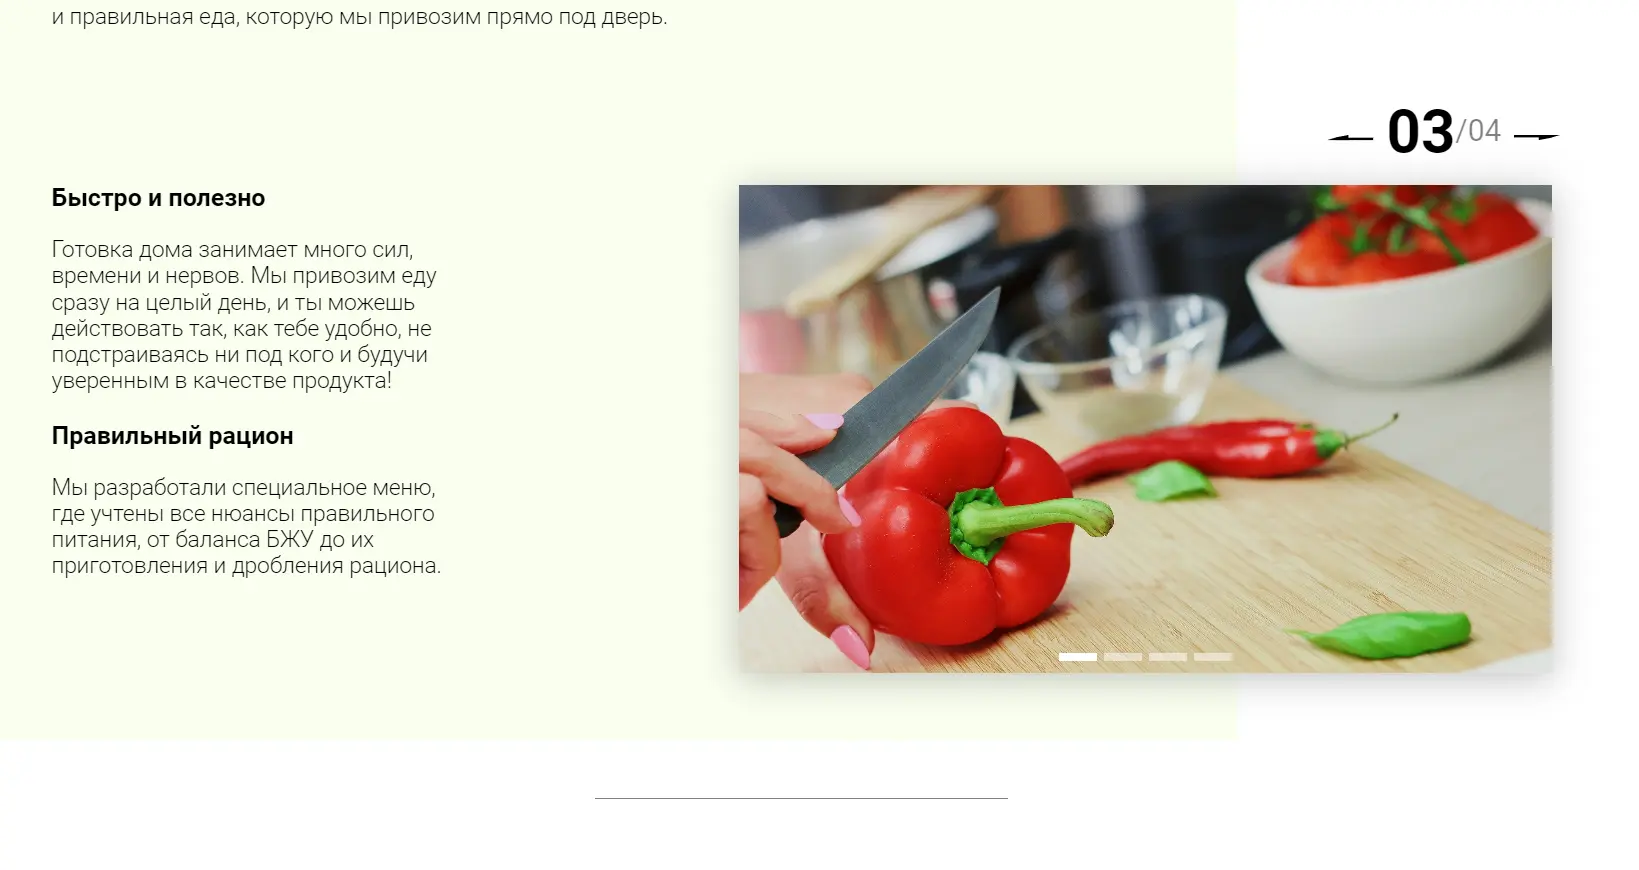 и правильная еда, которую мы привозим прямо под дверь.
03/04
Быстро и полезно
Готовка дома занимает много сил,
времени и нервов. Мы привозим еду
сразу на целый день, и ты можешь
действовать так, как тебе удобно, не
подстраиваясь ни под кого и будучи
уверенным в качестве продукта!
Правильный рацион
Мы разработали специальное меню,
где учтены все нюансы правильного
питания, от баланса БЖУ до их
приготовления и дробления рациона.